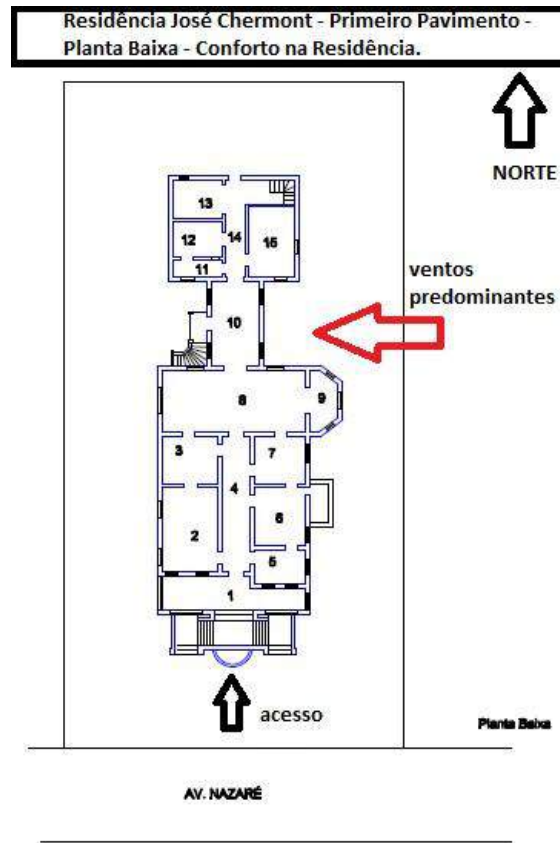 Residência José Chermont - Primeiro Pavimento -
Planta Baixa - Conforto na Residência.
NORTE
13
12
14
15
11
ventos
predominantes
10
8
9
3
7
4
2
6
5
1
acesso
Planta Baixa
AV. NAZARÉ